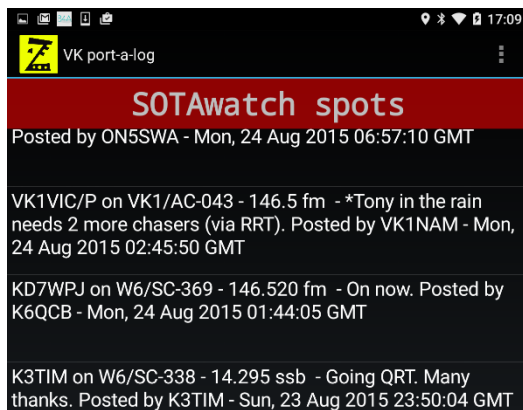 17:09
VK port-a-log
SOTAwatch spots
Posted by ON5SWA - Mon, 24 Aug 2015 06:57:10 GMT
VK1VIC/P on VK1/AC-043 - 146.5 fm - *Tony in the rain
needs 2 more chasers (via RRT). Posted by VK1NAM - Mon,
24 Aug 2015 02:45:50 GMT
KD7WPJ on W6/SC-369 - 146.520 fm - On now. Posted by
K6QCB - Mon, 24 Aug 2015 01:44:05 GMT
K3TIM on W6/SC-338 - 14.295 ssb - Going QRT. Many
thanks. Posted by K3TIM - Sun, 23 Aug 2015 23:50:04 GMT